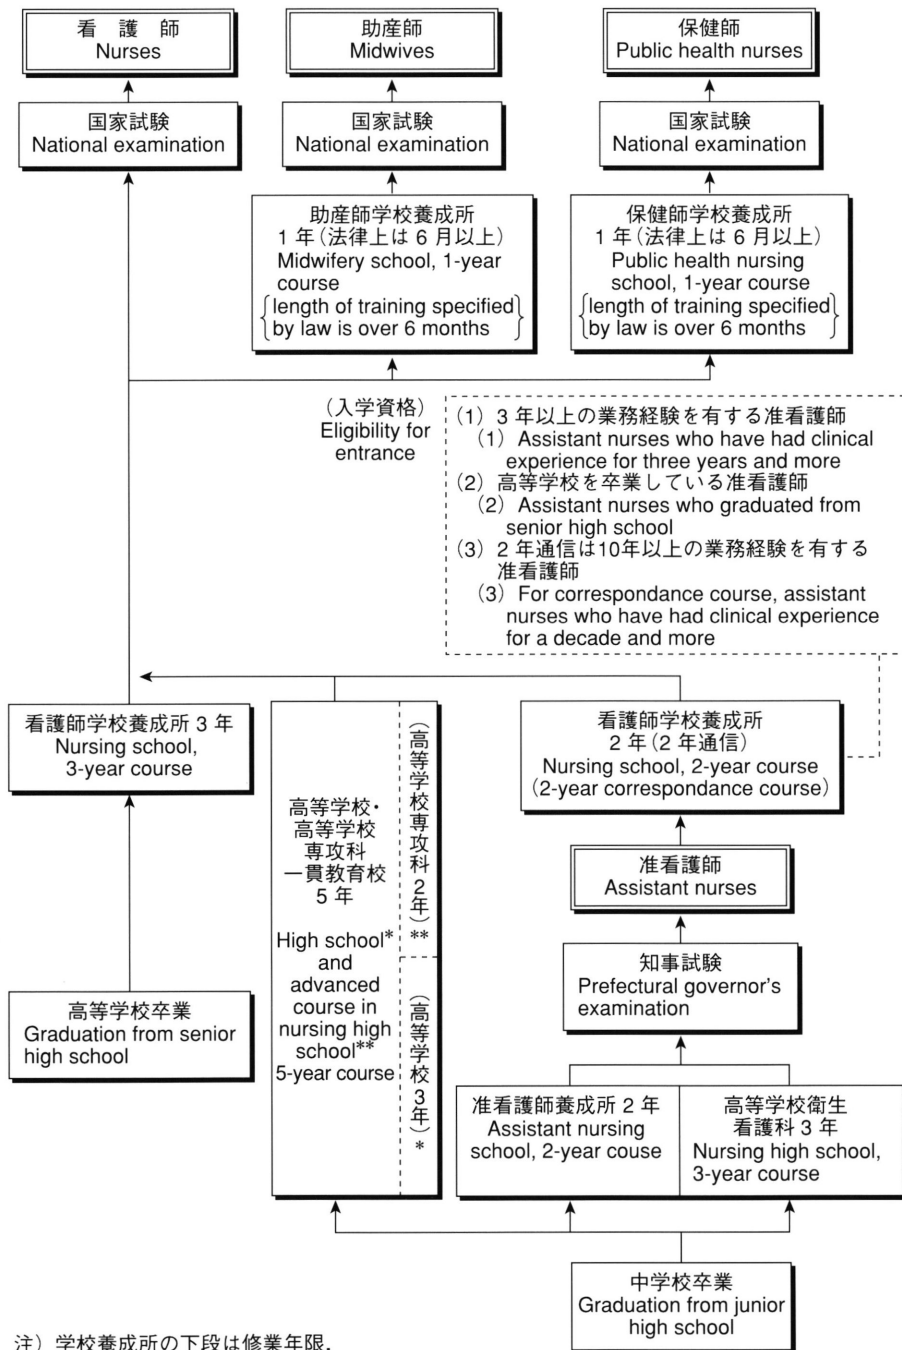 看 護 師
Nurses
助産師
Midwives
保健師
Public health nurses
国家試験
National examination
国家試験
National examination
国家試験
National examination
助産師学校養成所
1 年(法律上は 6 月以上)
Midwifery school, 1-year
course
{length of training specified
by law is over 6 months}
保健師学校養成所
1 年(法律上は 6 月以上)
Public health nursing
school, 1-year course
{length of training specified
by law is over 6 months}
(入学資格)
Eligibility for
entrance
(1) 3 年以上の業務経験を有する准看護師
(1) Assistant nurses who have had clinical
experience for three years and more
(2) 高等学校を卒業している准看護師
(2) Assistant nurses who graduated from
senior high school
(3) 2 年通信は10年以上の業務経験を有する
准看護師
(3) For correspondance course, assistant
nurses who have had clinical experience
for a decade and more
看護師学校養成所 3 年
Nursing school,
3-year course
高等学校・
高等学校
専攻科
一貫教育校
5 年
High school*
and
advanced
course in
nursing high
school**
5-year course
(高等学校専攻科 2 年)**
(高等学校 3 年)*
看護師学校養成所
2 年(2 年通信)
Nursing school, 2-year course
(2-year correspondance course)
准看護師
Assistant nurses
知事試験
Prefectural governor's
examination
高等学校卒業
Graduation from senior
high school
准看護師養成所 2 年
Assistant nursing
school, 2-year couse
高等学校衛生
看護科 3 年
Nursing high school,
3-year course
中学校卒業
Graduation from junior
high school
注) 学校養成所の下段は修業年限.